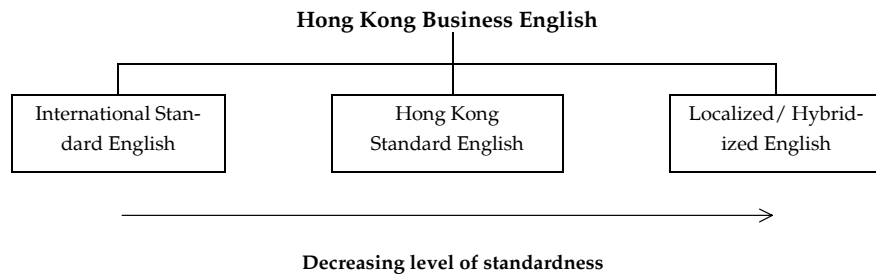 Hong Kong Business English
International Stan-
dard English
Hong Kong
Standard English
Localized/ Hybrid-
ized English
Decreasing level of standardness